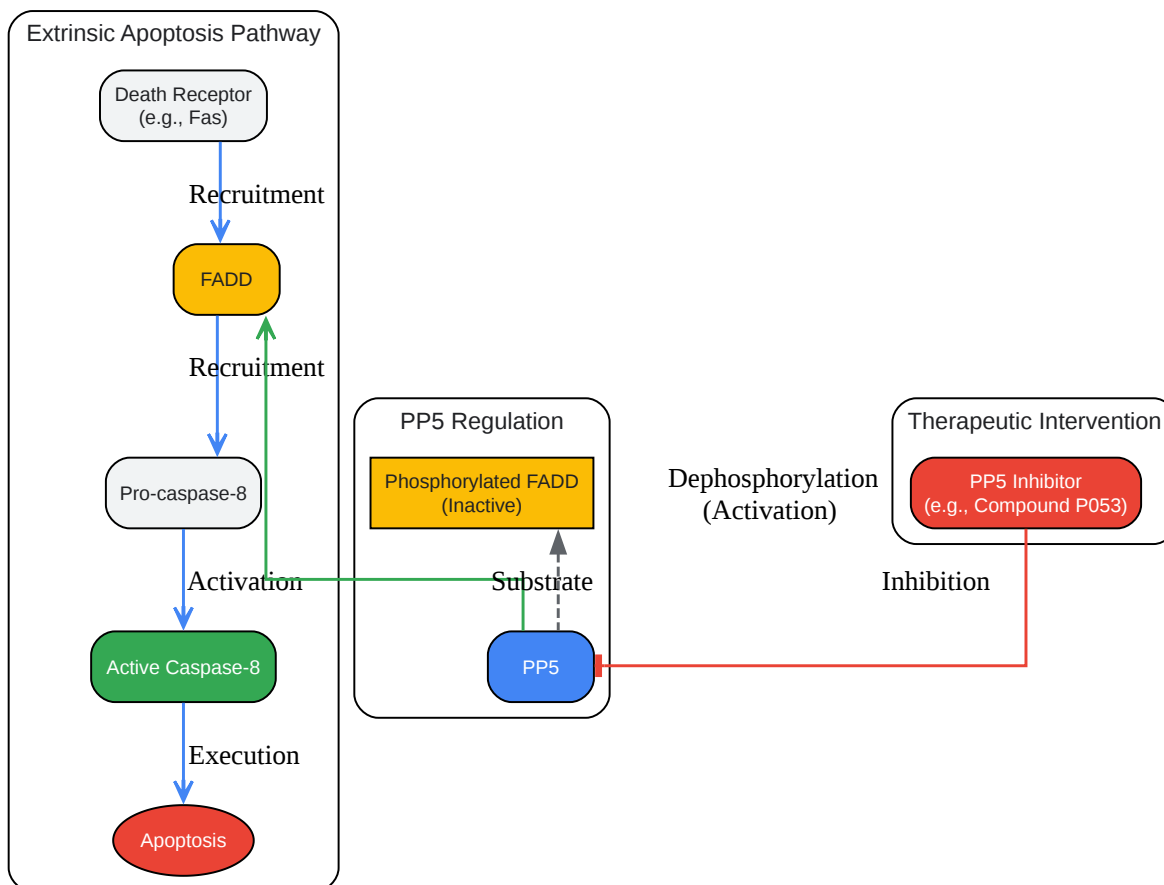 Extrinsic Apoptosis Pathway
Death Receptor
(e.g., Fas)
Recruitment
FADD
Recruitment
Pro-caspase-8
Activation
Active Caspase-8
Execution
Apoptosis
PP5 Regulation
Phosphorylated FADD
(Inactive)
Substrate
PP5
Dephosphorylation
(Activation)
Therapeutic Intervention
PP5 Inhibitor
(e.g., Compound P053)
Inhibition